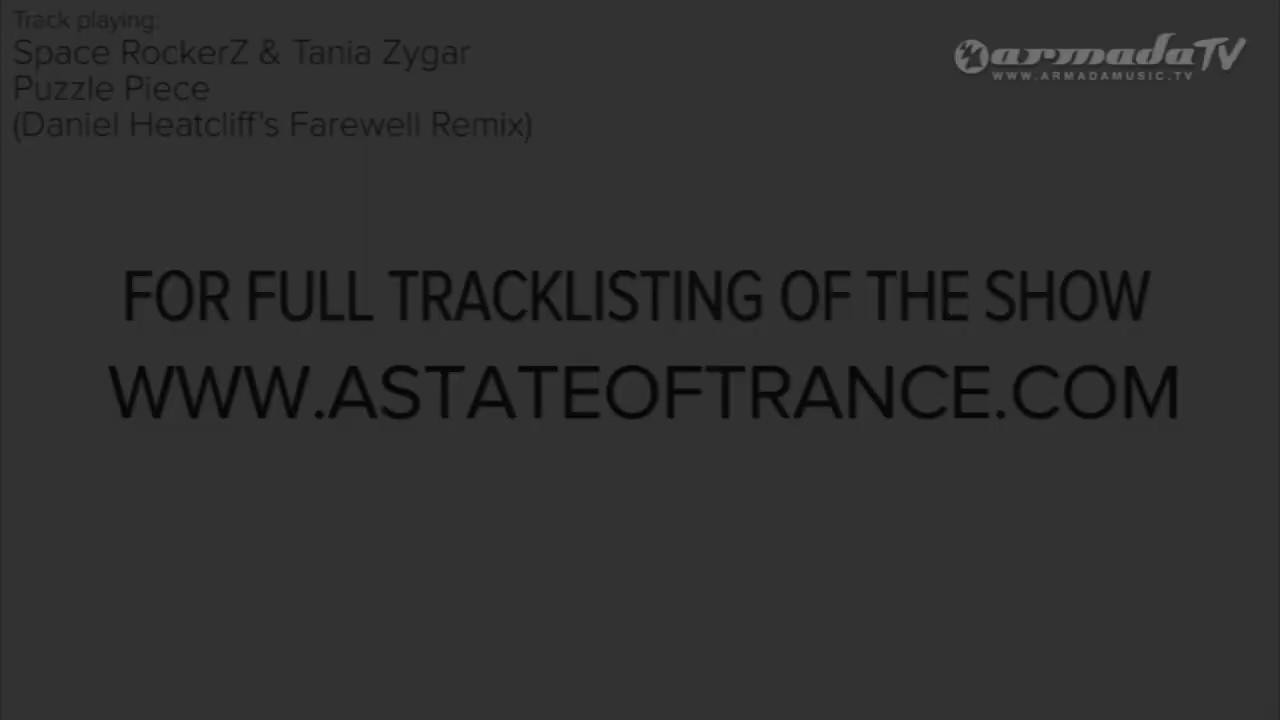 Track playing:
Space RockerZ & Tania Zygar
Puzzle Piece
(Daniel Heatcliff's Farewell Remix)
armadaTV
WWW.ARMADAMUSIC.TV
FOR FULL TRACKLISTING OF THE SHOW
WWW.ASTATEOFTRANCE.COM